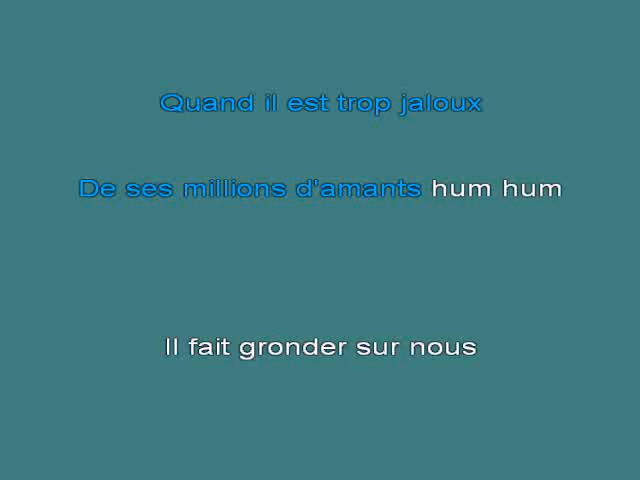 Quand il est trop jaloux
De ses millions d'amants hum hum
Il fait gronder sur nous